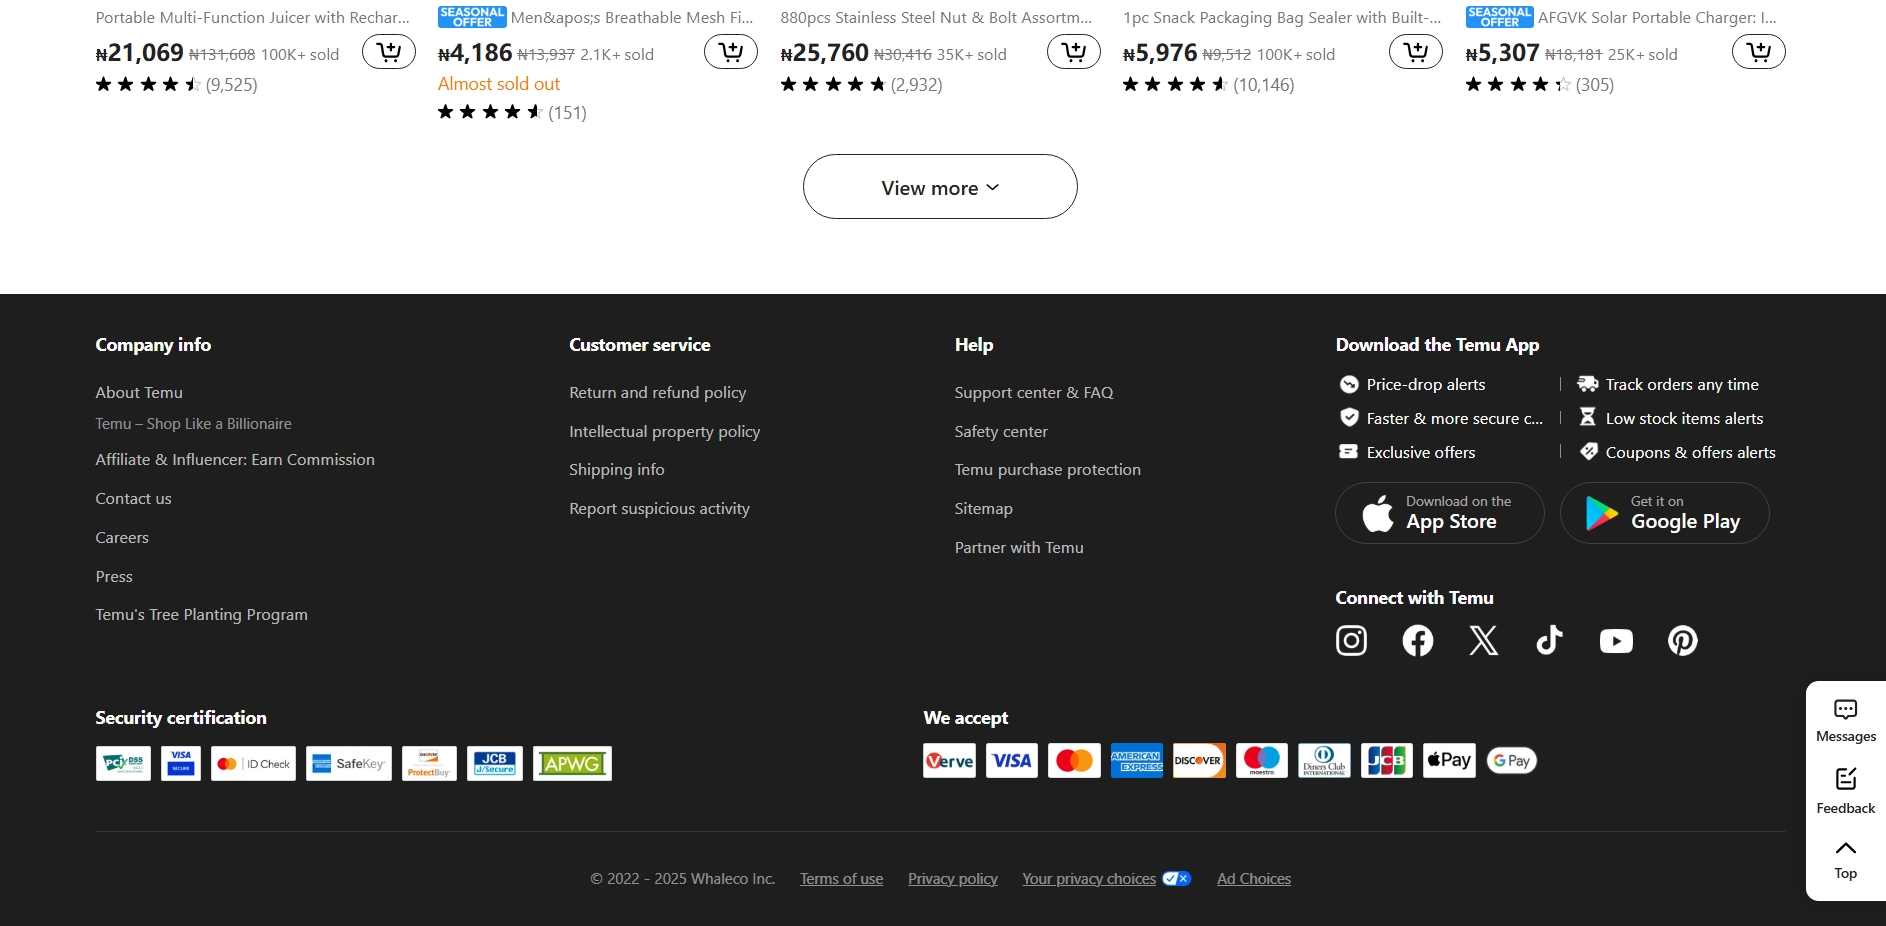 Portable Multi-Function Juicer with Rechar...
₦21,069 ₦131,608 100K+ sold
(9,525)
SEASONAL OFFER Men&apos;s Breathable Mesh Fi...
₦4,186 ₦13,937 2.1K+ sold
Almost sold out
(151)
880pcs Stainless Steel Nut & Bolt Assortm...
₦25,760 ₦30,416 35K+ sold
(2,932)
1pc Snack Packaging Bag Sealer with Built-...
₦5,976 ₦9,512 100K+ sold
(10,146)
SEASONAL OFFER AFGVK Solar Portable Charger: I...
₦5,307 ₦18,181 25K+ sold
(305)
View more
Company info
About Temu
Temu – Shop Like a Billionaire
Affiliate & Influencer: Earn Commission
Contact us
Careers
Press
Temu's Tree Planting Program
Customer service
Return and refund policy
Intellectual property policy
Shipping info
Report suspicious activity
Help
Support center & FAQ
Safety center
Temu purchase protection
Sitemap
Partner with Temu
Download the Temu App
Price-drop alerts
Track orders any time
Faster & more secure c...
Low stock items alerts
Exclusive offers
Coupons & offers alerts
Download on the
App Store
Get it on
Google Play
Connect with Temu
Security certification
PCI DSS
VISA
SECURE
ID Check
AMERICAN EXPRESS
SafeKey
DISCOVER
ProtectBuy
JCB
J/Secure
APWG
We accept
Verve
VISA
AMERICAN
EXPRESS
DISCOVER
maestro
Diners Club
INTERNATIONAL
JCB
Pay
G Pay
Messages
Feedback
Top
© 2022 - 2025 Whaleco Inc.
Terms of use
Privacy policy
Your privacy choices
Ad Choices